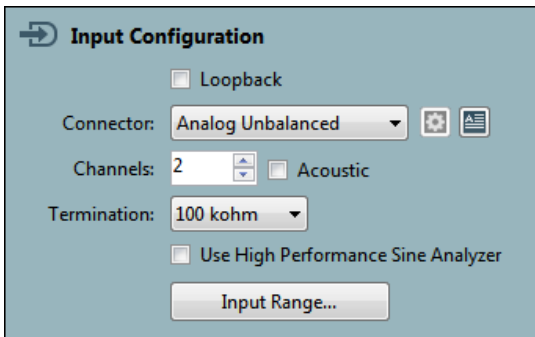 Input Configuration
Loopback
Connector: Analog Unbalanced
Channels: 2 Acoustic
Termination: 100 kohm
Use High Performance Sine Analyzer
Input Range...